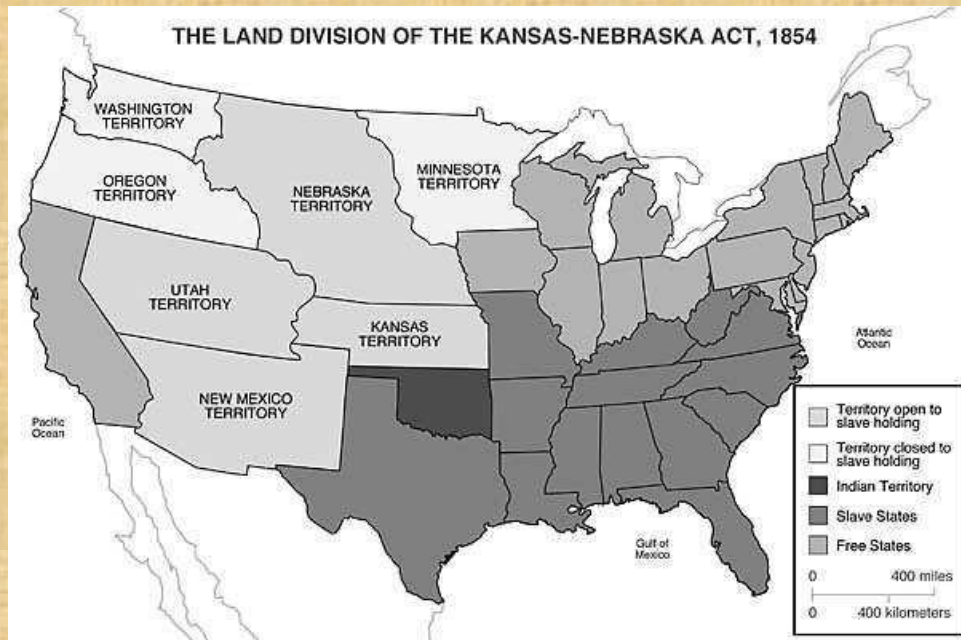 THE LAND DIVISION OF THE KANSAS-NEBRASKA ACT, 1854
WASHINGTON
TERRITORY
OREGON
TERRITORY
NEBRASKA
TERRITORY
MINNESOTA
TERRITORY
UTAH
TERRITORY
KANSAS
TERRITORY
NEW MEXICO
TERRITORY
Pacific
Ocean
Atlantic
Ocean
Gulf of
Mexico
Territory open to
slave holding
Territory closed to
slave holding
Indian Territory
Slave States
Free States
0 400 miles
0 400 kilometers